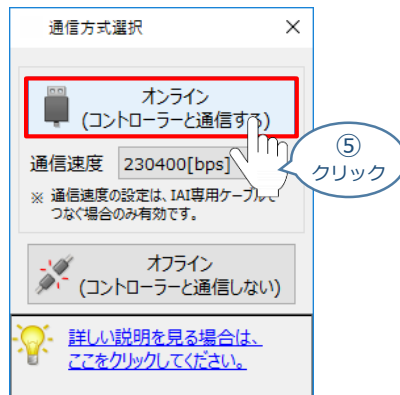 通信方式選択
オンライン
(コントローラーと通信する)
通信速度 230400[bps]
⑤
クリック
※ 通信速度の設定は、IAI専用ケーブルで
つなぐ場合のみ有効です。
オフライン
(コントローラーと通信しない)
詳しい説明を見る場合は、
ここをクリックしてください。